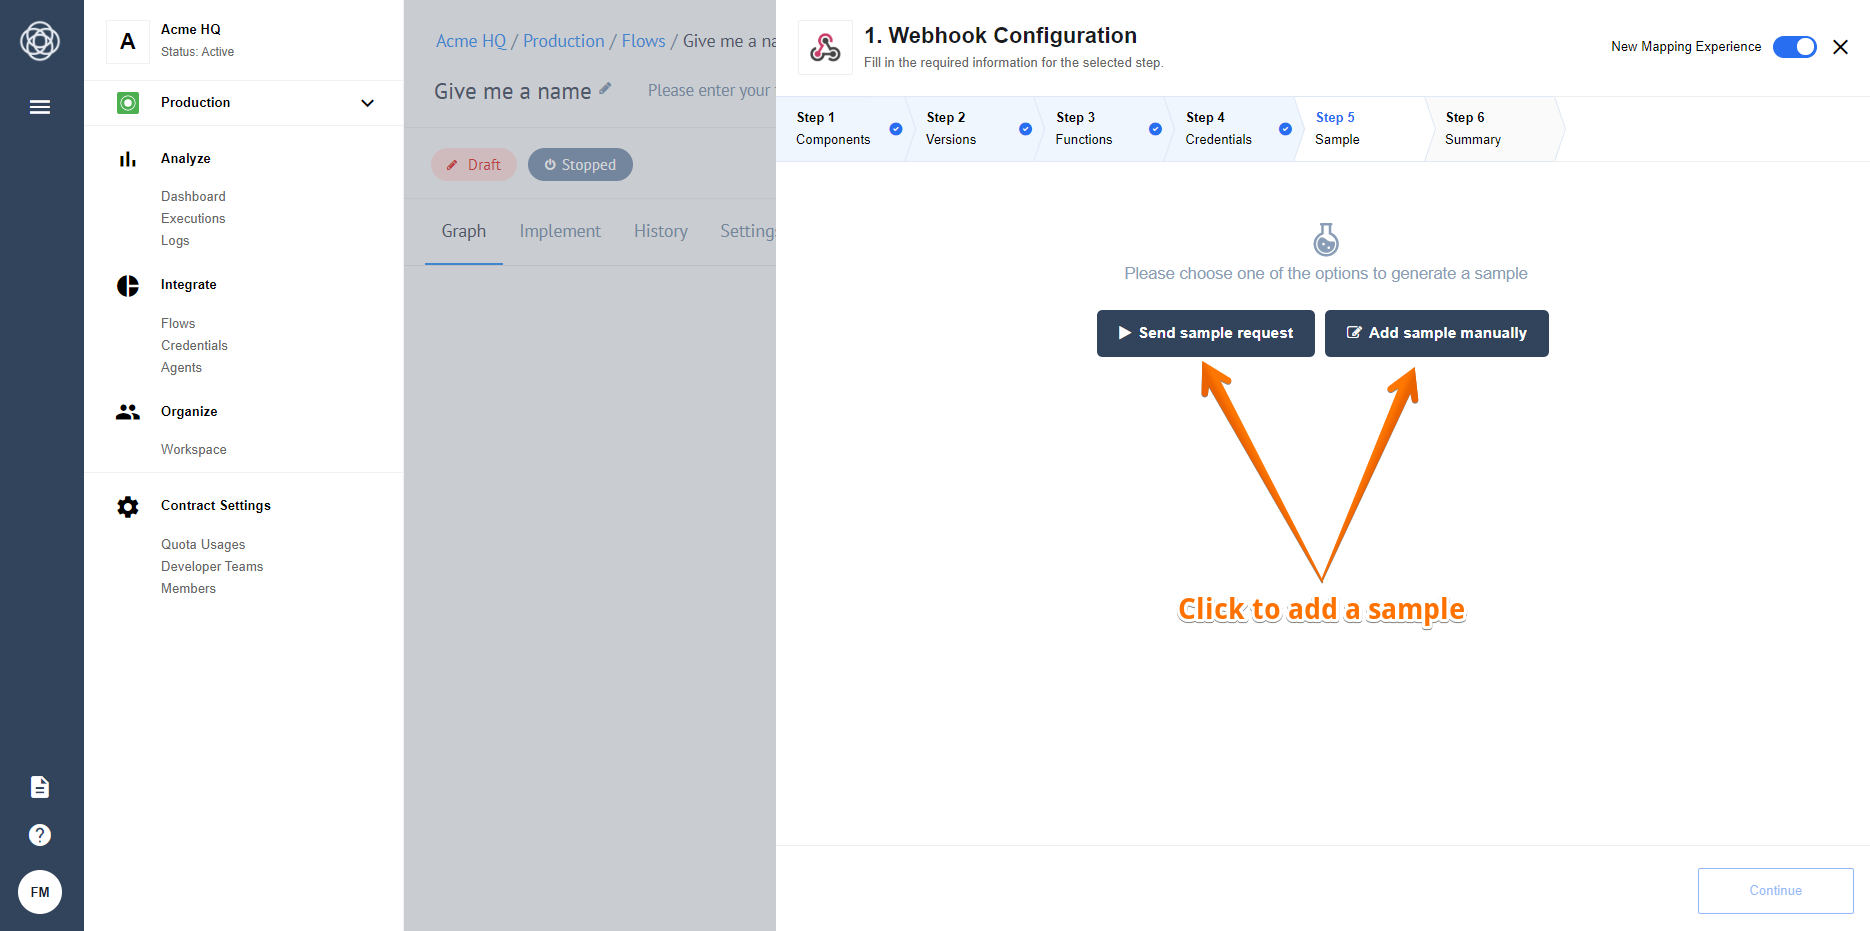 A
Acme HQ
Status: Active
Production
Analyze
Dashboard
Executions
Logs
Integrate
Flows
Credentials
Agents
Organize
Workspace
Contract Settings
Quota Usages
Developer Teams
Members
?
FM
Acme HQ / Production / Flows / Give me a na
Give me a name
Please enter your
Draft
Stopped
Graph
Implement
History
Setting
1. Webhook Configuration
Fill in the required information for the selected step.
New Mapping Experience
Step 1
Components
Step 2
Versions
Step 3
Functions
Step 4
Credentials
Step 5
Sample
Step 6
Summary
Please choose one of the options to generate a sample
Send sample request
Add sample manually
Click to add a sample
Continue